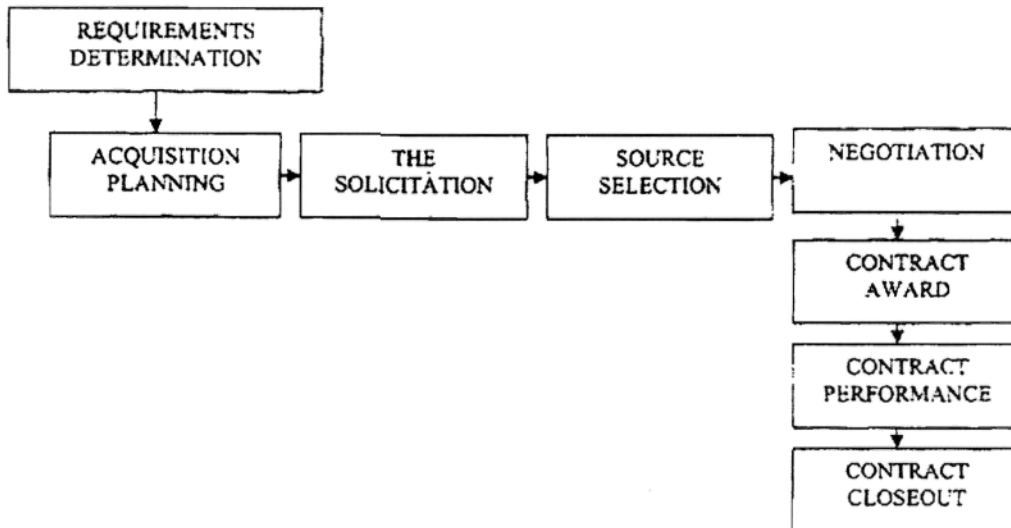 REQUIREMENTS
DETERMINATION
ACQUISITION
PLANNING
THE
SOLICITATION
SOURCE
SELECTION
NEGOTIATION
CONTRACT
AWARD
CONTRACT
PERFORMANCE
CONTRACT
CLOSEOUT